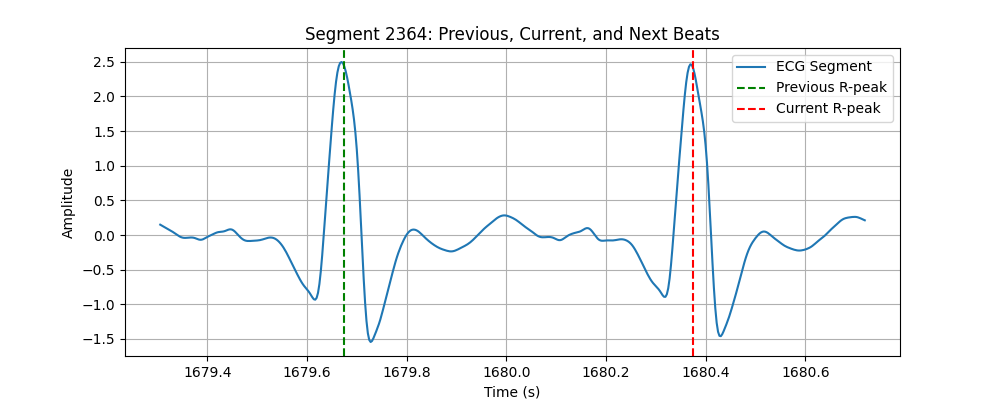 Segment 2364: Previous, Current, and Next Beats
ECG Segment
Previous R-peak
Current R-peak
2.5
2.0
1.5
1.0
0.5
0.0
−0.5
−1.0
−1.5
Amplitude
1679.4 1679.6 1679.8 1680.0 1680.2 1680.4 1680.6
Time (s)